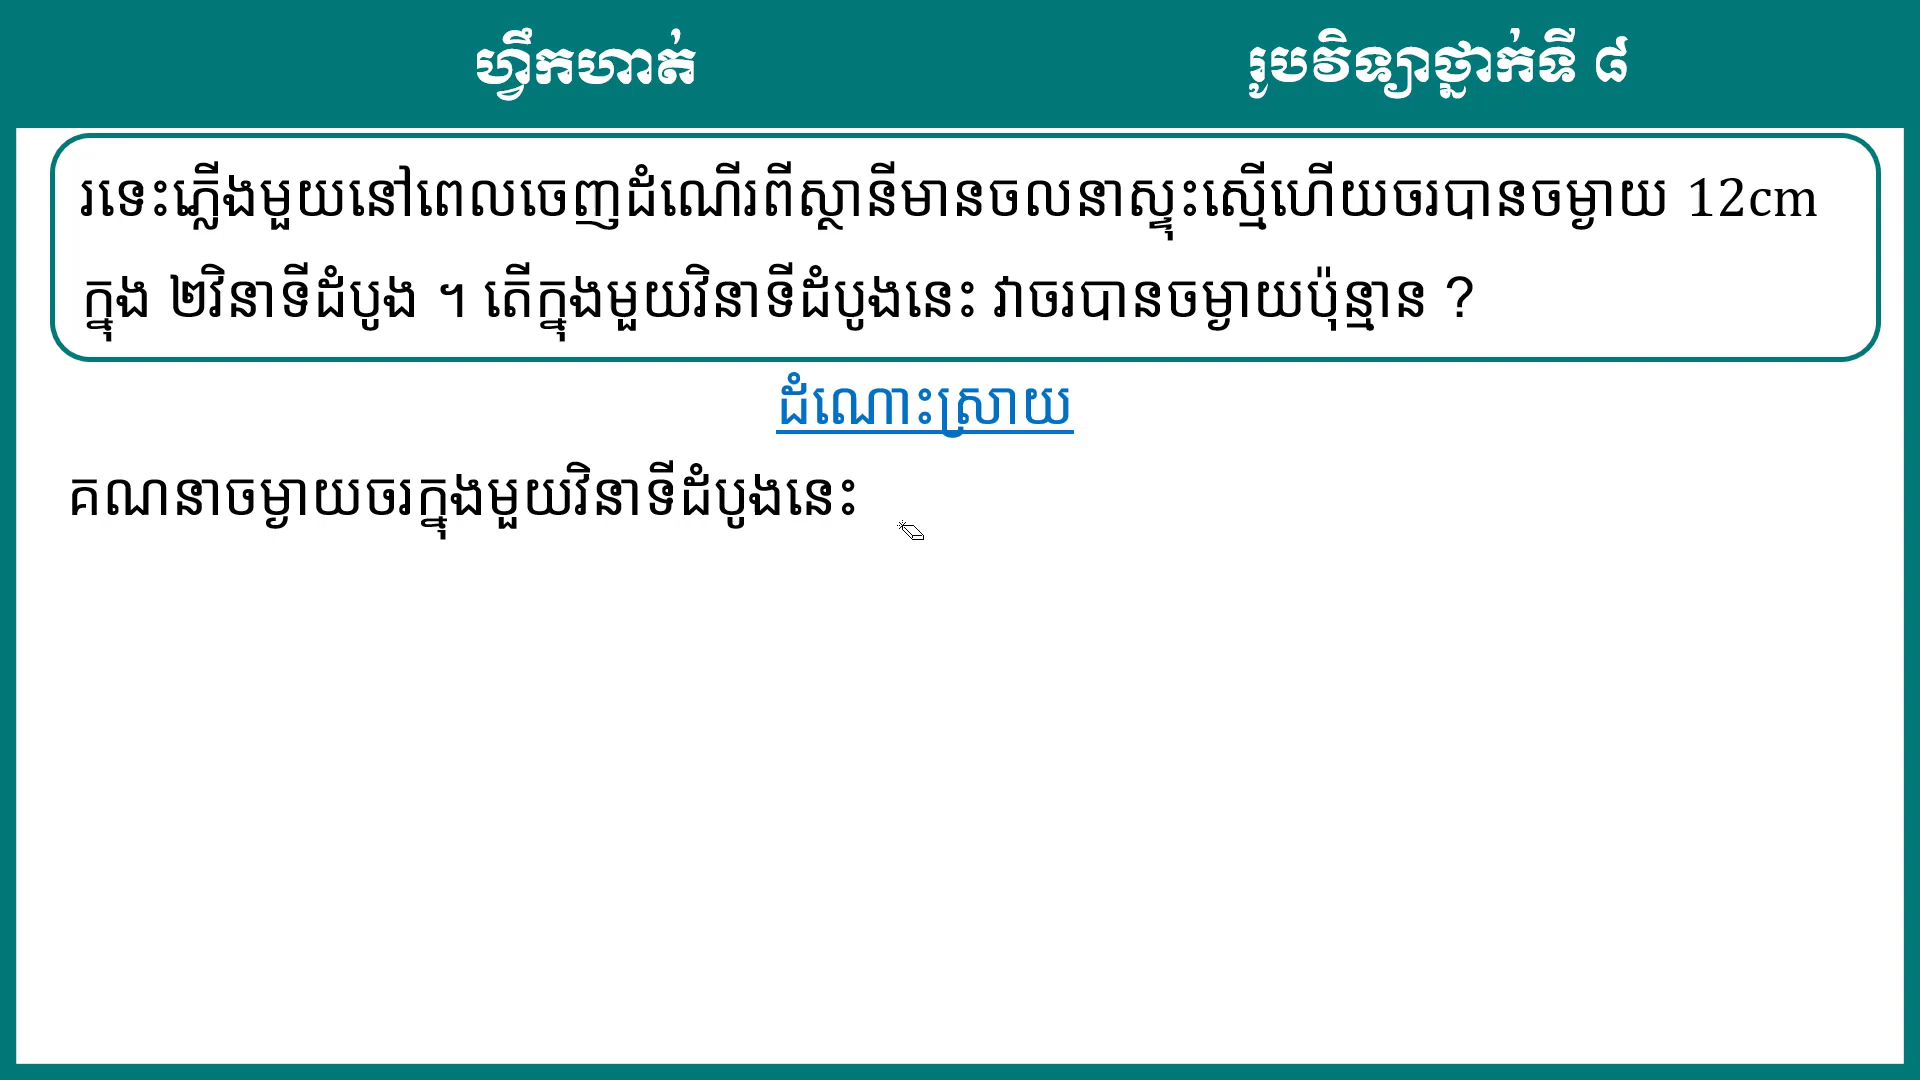 ហ្វឹកហាត់
រូបវិទ្យាថ្នាក់ទី ៨
រទេះភ្លើងមួយនៅពេលចេញដំណើរពីស្ថានីមានចលនាស្ទុះស្មើហើយចរបានចម្ងាយ 12cm
ក្នុង ២វិនាទីដំបូង ។ តើក្នុងមួយវិនាទីដំបូងនេះ វាចរបានចម្ងាយប៉ុន្មាន ?
ដំណោះស្រាយ
គណនាចម្ងាយចរក្នុងមួយវិនាទីដំបូងនេះ